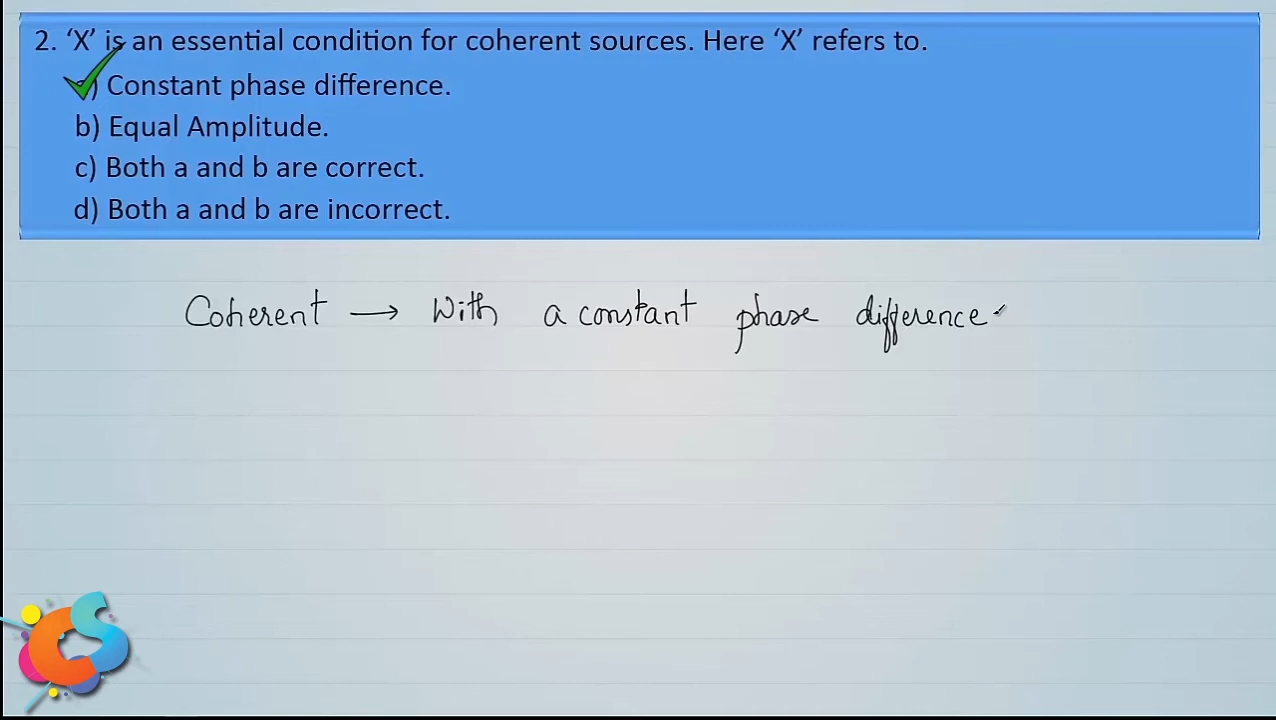 2. ‘X’ is an essential condition for coherent sources. Here ‘X’ refers to.
a) Constant phase difference.
b) Equal Amplitude.
c) Both a and b are correct.
d) Both a and b are incorrect.
Coherent → With a constant phase difference
CS